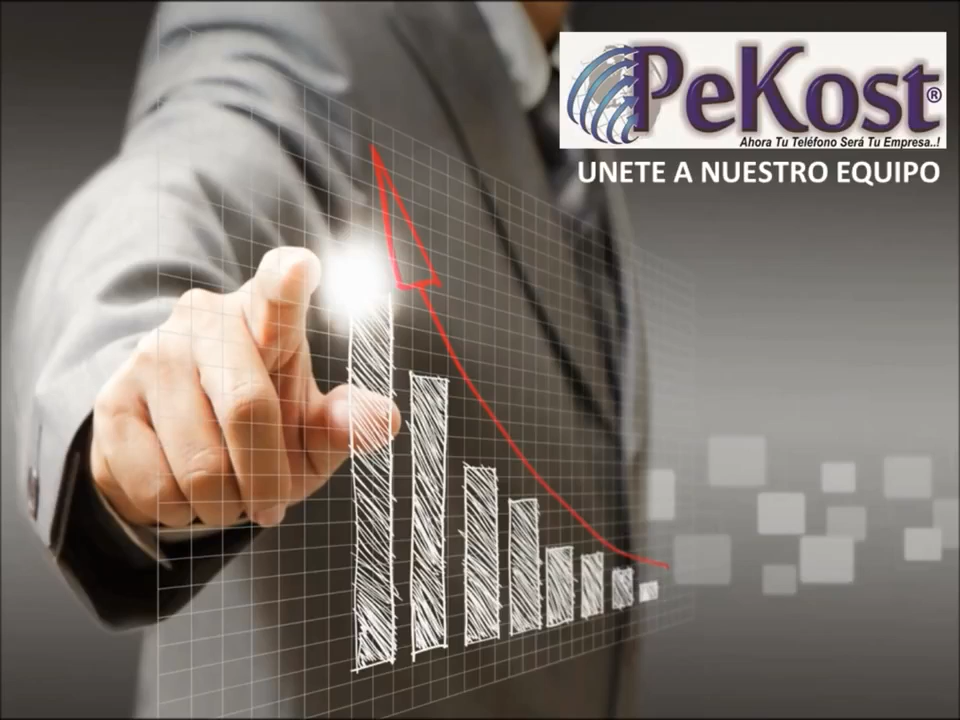 PeKost®
Ahora Tu Teléfono Será Tu Empresa..!
UNETE A NUESTRO EQUIPO